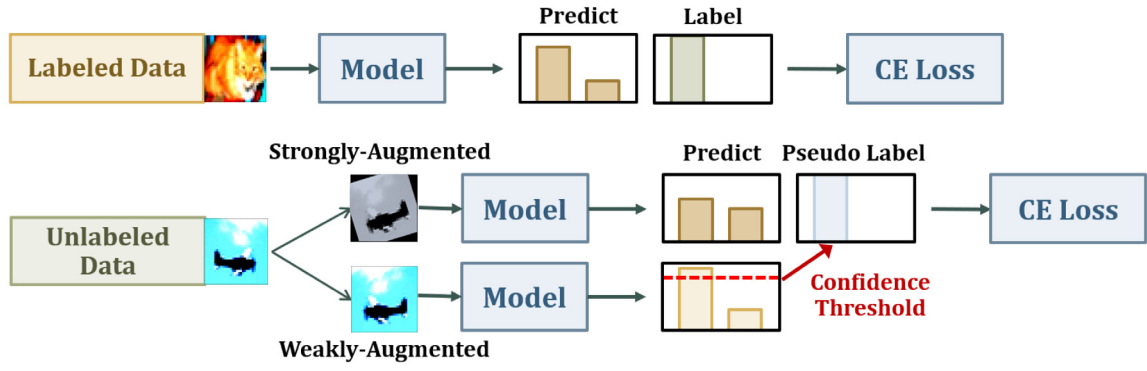 Predict Label
Labeled Data Model CE Loss
Strongly-Augmented Predict Pseudo Label
Model CE Loss
Unlabeled
Data
Model
Confidence
Threshold
Weakly-Augmented